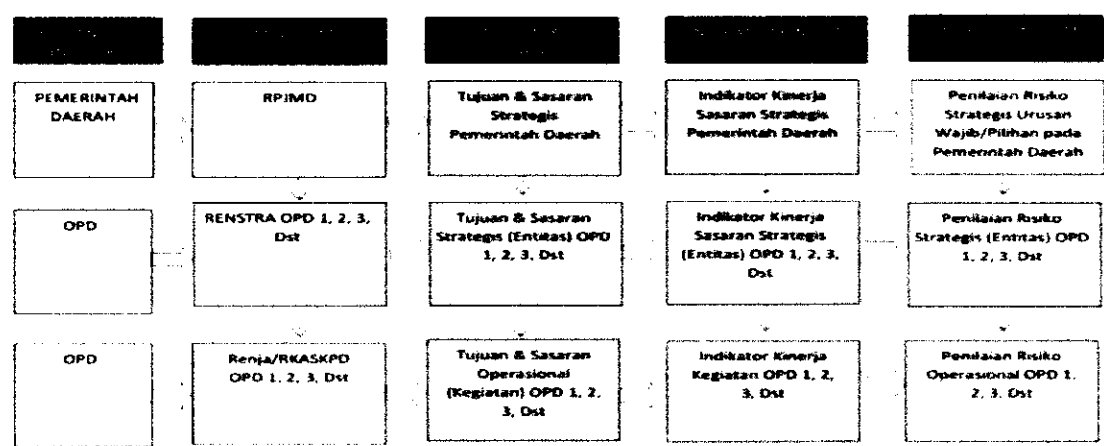 PEMERINTAH
DAERAH
RPJMD
Tujuan & Sasaran
Strategis
Pemerintah Daerah
Indikator Kinerja
Sasaran Strategis
Pemerintah Daerah
Penilaian Risiko
Strategis Urusan
Wajib/Pilihan pada
Pemerintah Daerah
OPD
RENSTRA OPD 1, 2, 3,
Dst
Tujuan & Sasaran
Strategis (Entitas) OPD
1, 2, 3, Dst
Indikator Kinerja
Sasaran Strategis
(Entitas) OPD 1, 2, 3,
Dst
Penilaian Risiko
Strategis (Entitas) OPD
1, 2, 3, Dst
OPD
Renja/RKASKPD
OPD 1, 2, 3, Dst
Tujuan & Sasaran
Operasional
(Kegiatan) OPD 1, 2,
3, Dst
Indikator Kinerja
Kegiatan OPD 1, 2,
3, Dst
Penilaian Risiko
Operasional OPD 1,
2, 3, Dst